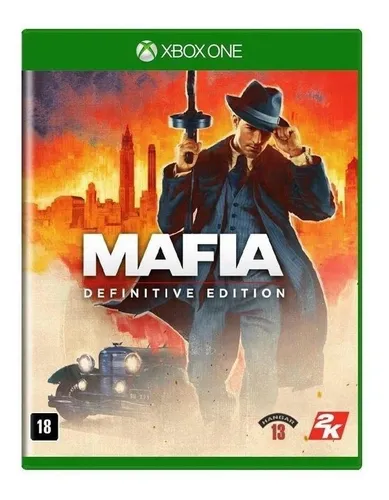 XBOX ONE
MAFIA
DEFINITIVE EDITION
18
HANGAR
13
2K